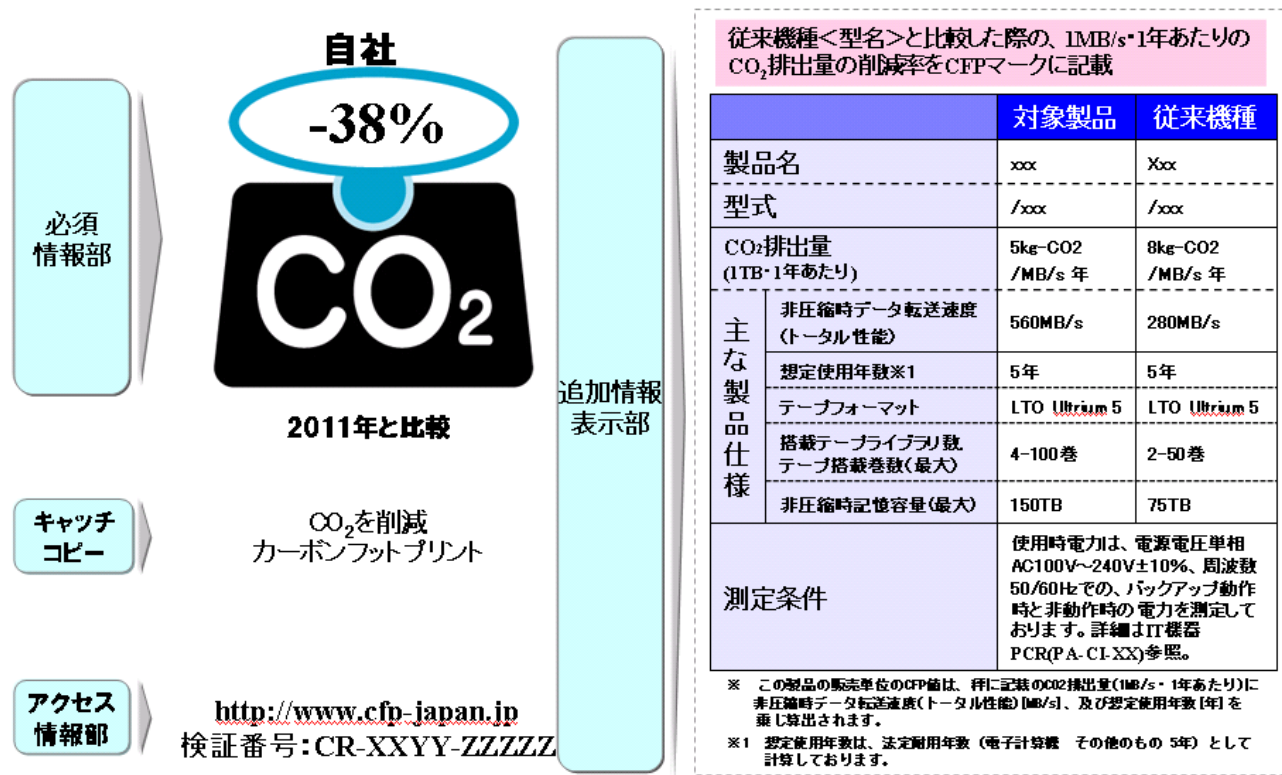 自社
-38%
CO2
2011年と比較
必須
情報部
キャッチ
コピー
CO2を削減
カーボンフットプリント
アクセス
情報部
http://www.cfp-japan.jp
検証番号：CR-XXYY-ZZZZZ
追加情報
表示部
従来機種＜型名＞と比較した際の、1MB/s・1年あたりの
CO2排出量の削減率をCFPマークに記載
対象製品 従来機種
製品名 xxx Xxx
型式 /xxx /xxx
CO2排出量 5kg-CO2 8kg-CO2
(1TB・1年あたり) /MB/s 年 /MB/s 年
主な製品仕様
非圧縮時データ転送速度
（トータル性能） 560MB/s 280MB/s
想定使用年数※1 5年 5年
テープフォーマット LTO Ultrium 5 LTO Ultrium 5
搭載テープライブラリ数、
テープ搭載巻数（最大） 4-100巻 2-50巻
非圧縮時記憶容量（最大） 150TB 75TB
測定条件
使用時電力は、電源電圧単相
AC100V～240V±10%、周波数
50/60Hzでの、バックアップ動作
時と非動作時の電力を測定して
おります。詳細はIT機器
PCR(PA-CI-XX)参照。
※ この製品の販売単位のCFP値は、秤に記載のCO2排出量(1MB/s・1年あたり)に
非圧縮時データ転送速度(トータル性能)[MB/s]、及び想定使用年数[年]を
乗じ算出されます。
※1 想定使用年数は、法定耐用年数（電子計算機 その他のもの 5年）として
計算しております。